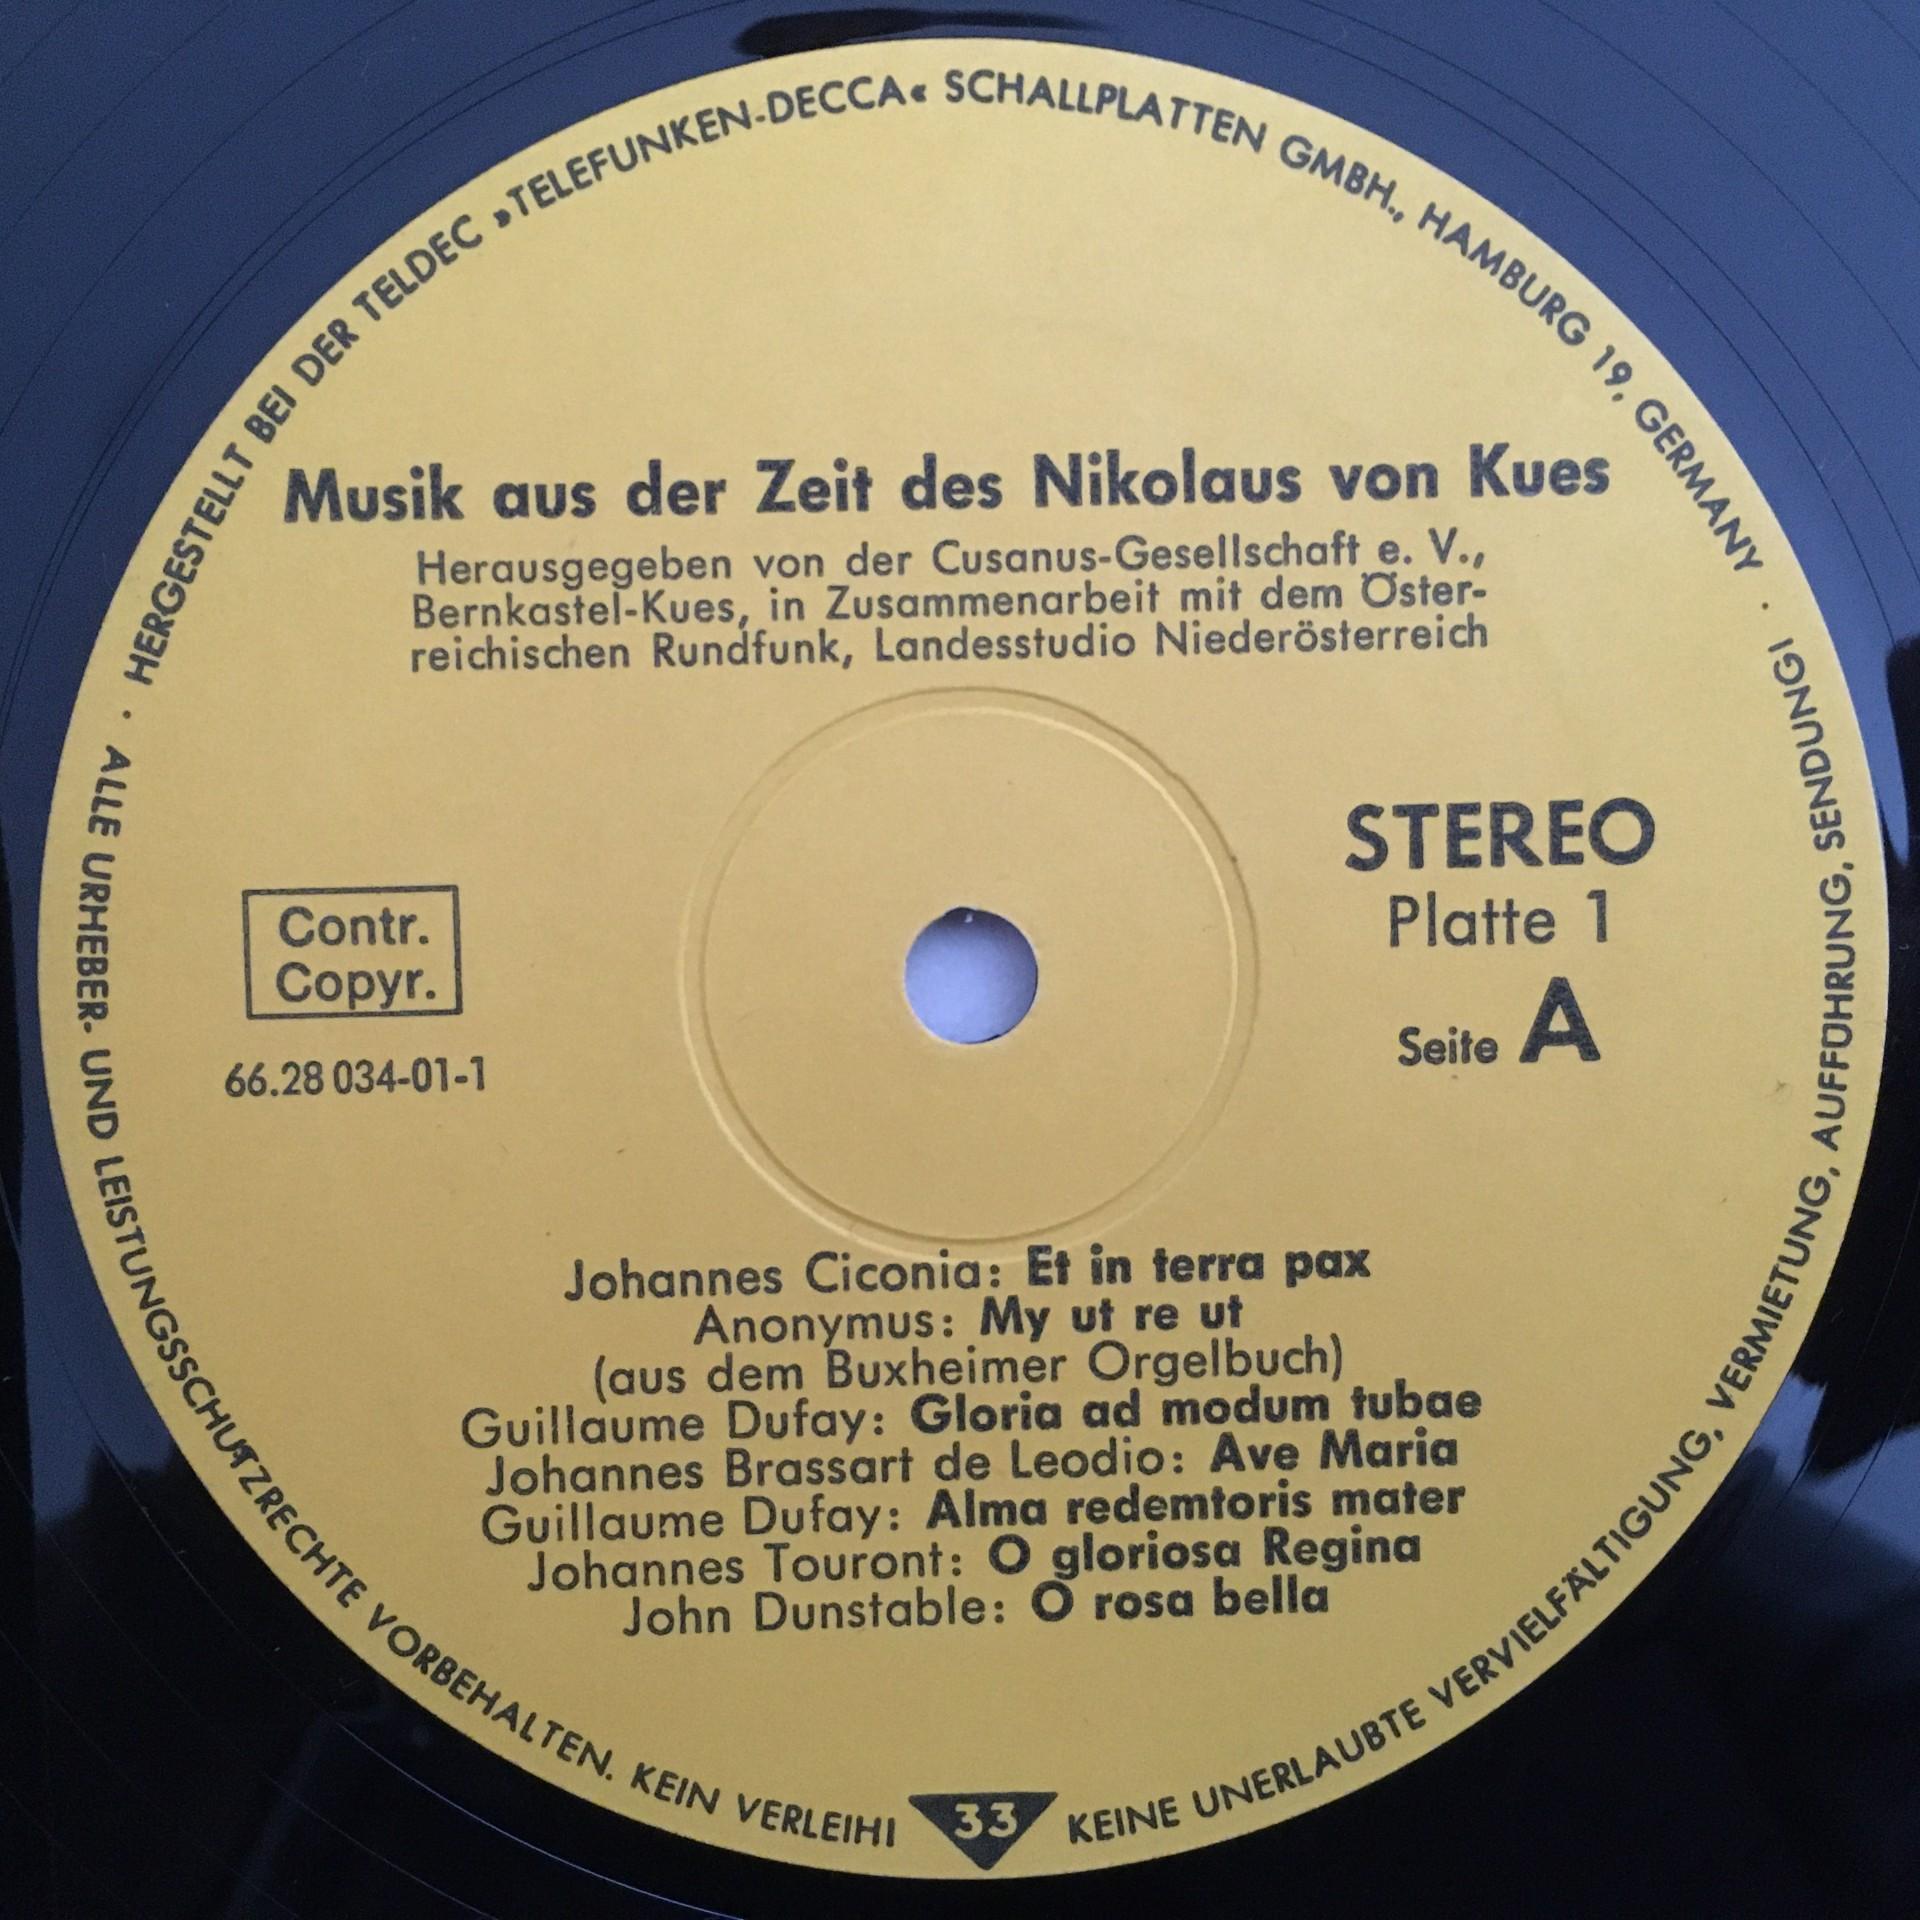 HERGESTELLT BEI DER TELDEC »TELEFUNKEN-DECCA« SCHALLPLATTEN GMBH., HAMBURG 19, GERMANY ·
Musik aus der Zeit des Nikolaus von Kues
Herausgegeben von der Cusanus-Gesellschaft e. V.,
Bernkastel-Kues, in Zusammenarbeit mit dem Öster-
reichischen Rundfunk, Landesstudio Niederösterreich
STEREO
Platte 1
Seite A
Contr.
Copyr.
66.28 034-01-1
Johannes Ciconia: Et in terra pax
Anonymus: My ut re ut
(aus dem Buxheimer Orgelbuch)
Guillaume Dufay: Gloria ad modum tubae
Johannes Brassart de Leodio: Ave Maria
Guillaume Dufay: Alma redemtoris mater
Johannes Touront: O gloriosa Regina
John Dunstable: O rosa bella
· ALLE URHEBER- UND LEISTUNGSSCHUTZRECHTE VORBEHALTEN. KEIN VERLEIH!
33
KEINE UNERLAUBTE VERVIELFÄLTIGUNG, VERMIETUNG, AUFFÜHRUNG, SENDUNG!